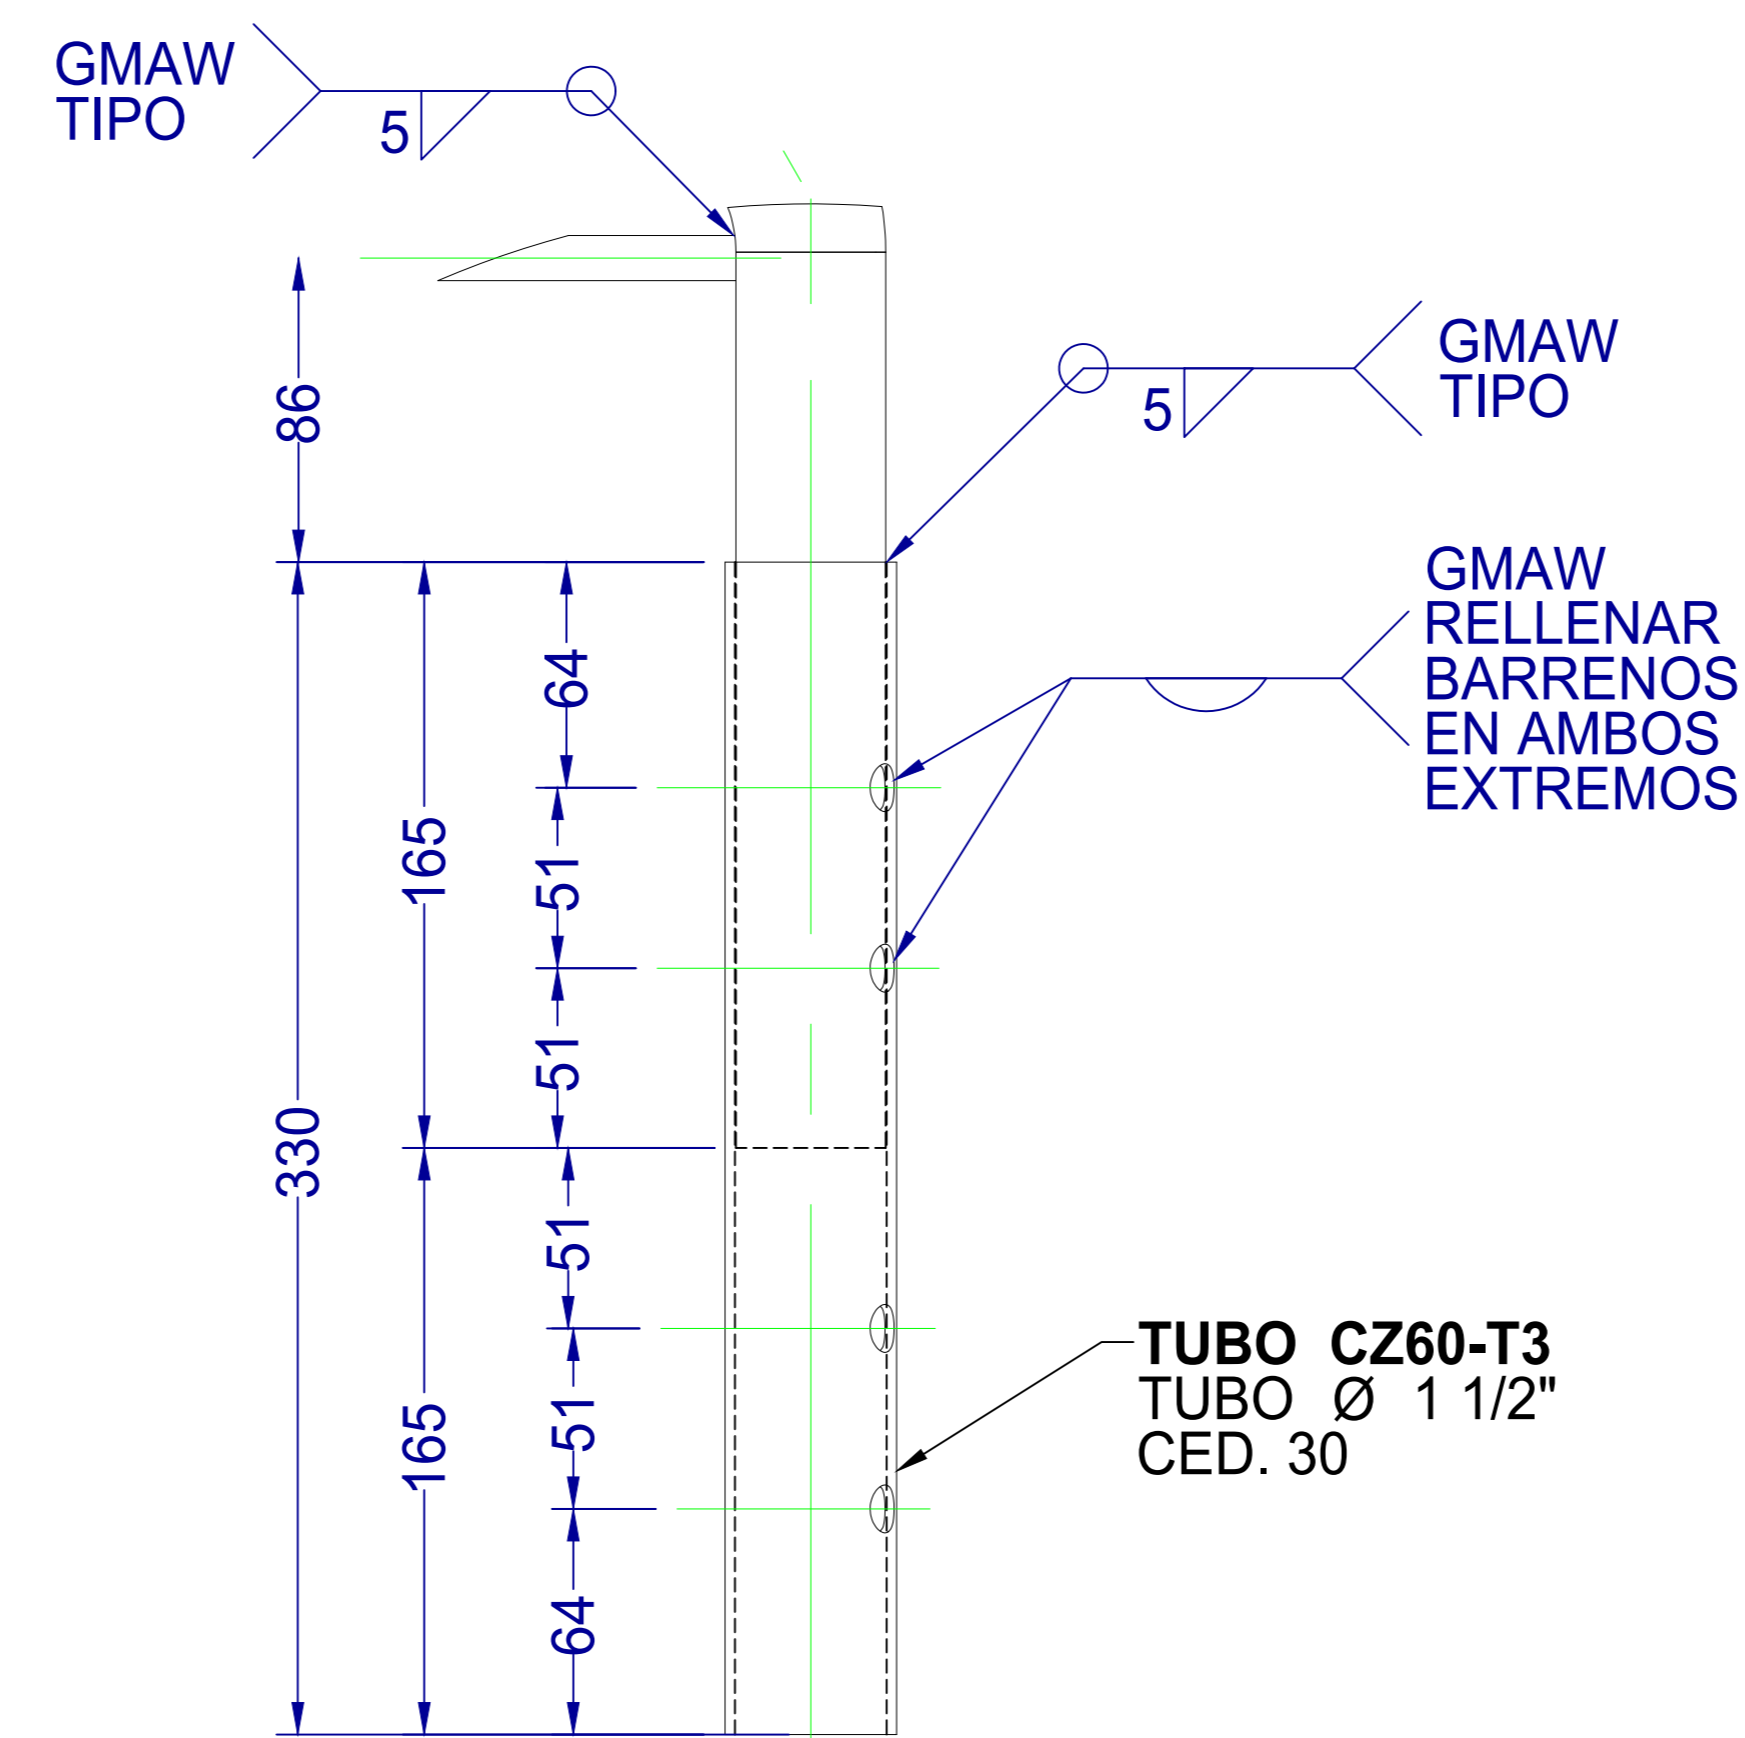 GMAW
TIPO
5
GMAW
TIPO
5
86
GMAW
RELLENAR
BARRENOS
EN AMBOS
EXTREMOS
64
165
51
51
330
51
165
51
64
TUBO CZ60-T3
TUBO Ø 1 1/2"
CED. 30